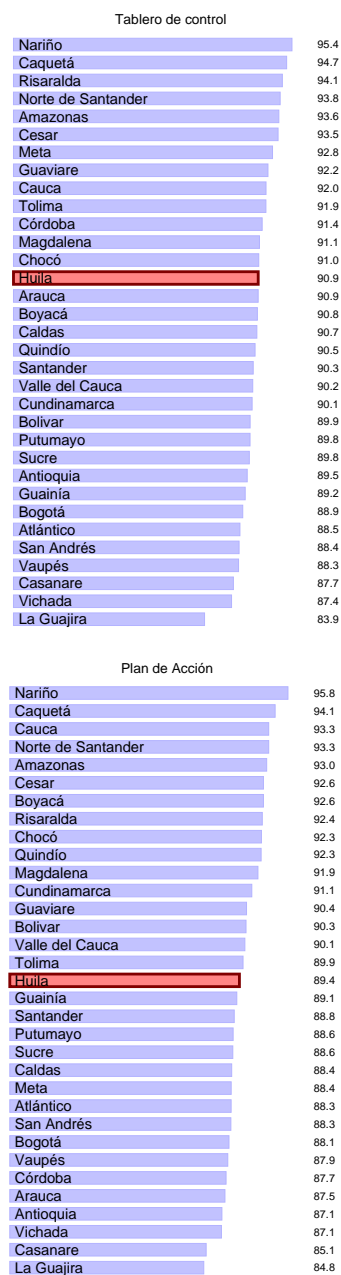 Tablero de control
Nariño 95.4
Caquetá 94.7
Risaralda 94.1
Norte de Santander 93.8
Amazonas 93.6
Cesar 93.5
Meta 92.8
Guaviare 92.2
Cauca 92.0
Tolima 91.9
Córdoba 91.4
Magdalena 91.1
Chocó 91.0
Huila 90.9
Arauca 90.9
Boyacá 90.8
Caldas 90.7
Quindío 90.5
Santander 90.3
Valle del Cauca 90.2
Cundinamarca 90.1
Bolivar 89.9
Putumayo 89.8
Sucre 89.8
Antioquia 89.5
Guainía 89.2
Bogotá 88.9
Atlántico 88.5
San Andrés 88.4
Vaupés 88.3
Casanare 87.7
Vichada 87.4
La Guajira 83.9
Plan de Acción
Nariño 95.8
Caquetá 94.1
Cauca 93.3
Norte de Santander 93.3
Amazonas 93.0
Cesar 92.6
Boyacá 92.6
Risaralda 92.4
Chocó 92.3
Quindío 92.3
Magdalena 91.9
Cundinamarca 91.1
Guaviare 90.4
Bolivar 90.3
Valle del Cauca 90.1
Tolima 89.9
Huila 89.4
Guainía 89.1
Santander 88.8
Putumayo 88.6
Sucre 88.6
Caldas 88.4
Meta 88.4
Atlántico 88.3
San Andrés 88.3
Bogotá 88.1
Vaupés 87.9
Córdoba 87.7
Arauca 87.5
Antioquia 87.1
Vichada 87.1
Casanare 85.1
La Guajira 84.8